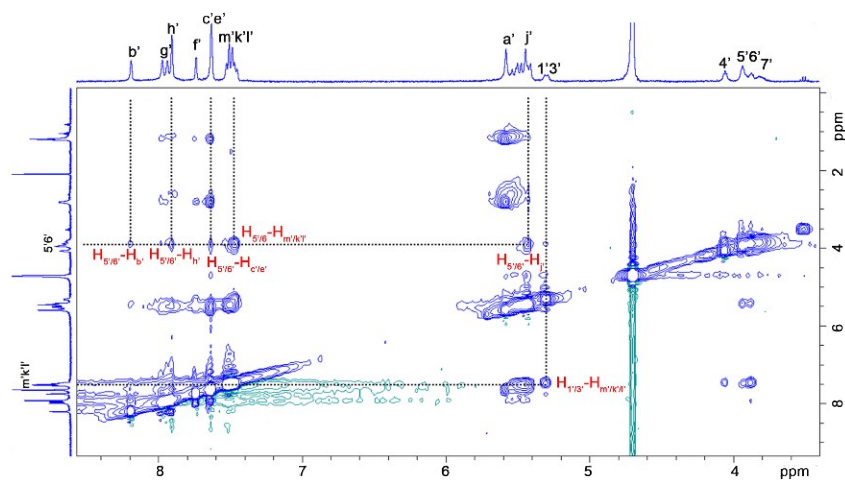 b' g' h' f' c'e' m'k'l' a' j' 1'3' 4' 5'6' 7'
ppm
2
4
6
8
5'6'
m'k'l'
H5'/6'-Hb' H5'/6'-Hh' H5'/6'-Hc'/e' H5'/6-Hm'/k'l' H5'/6'-Hj'
H1'/3'-Hm'/k'/l'
8 7 6 5 4 ppm